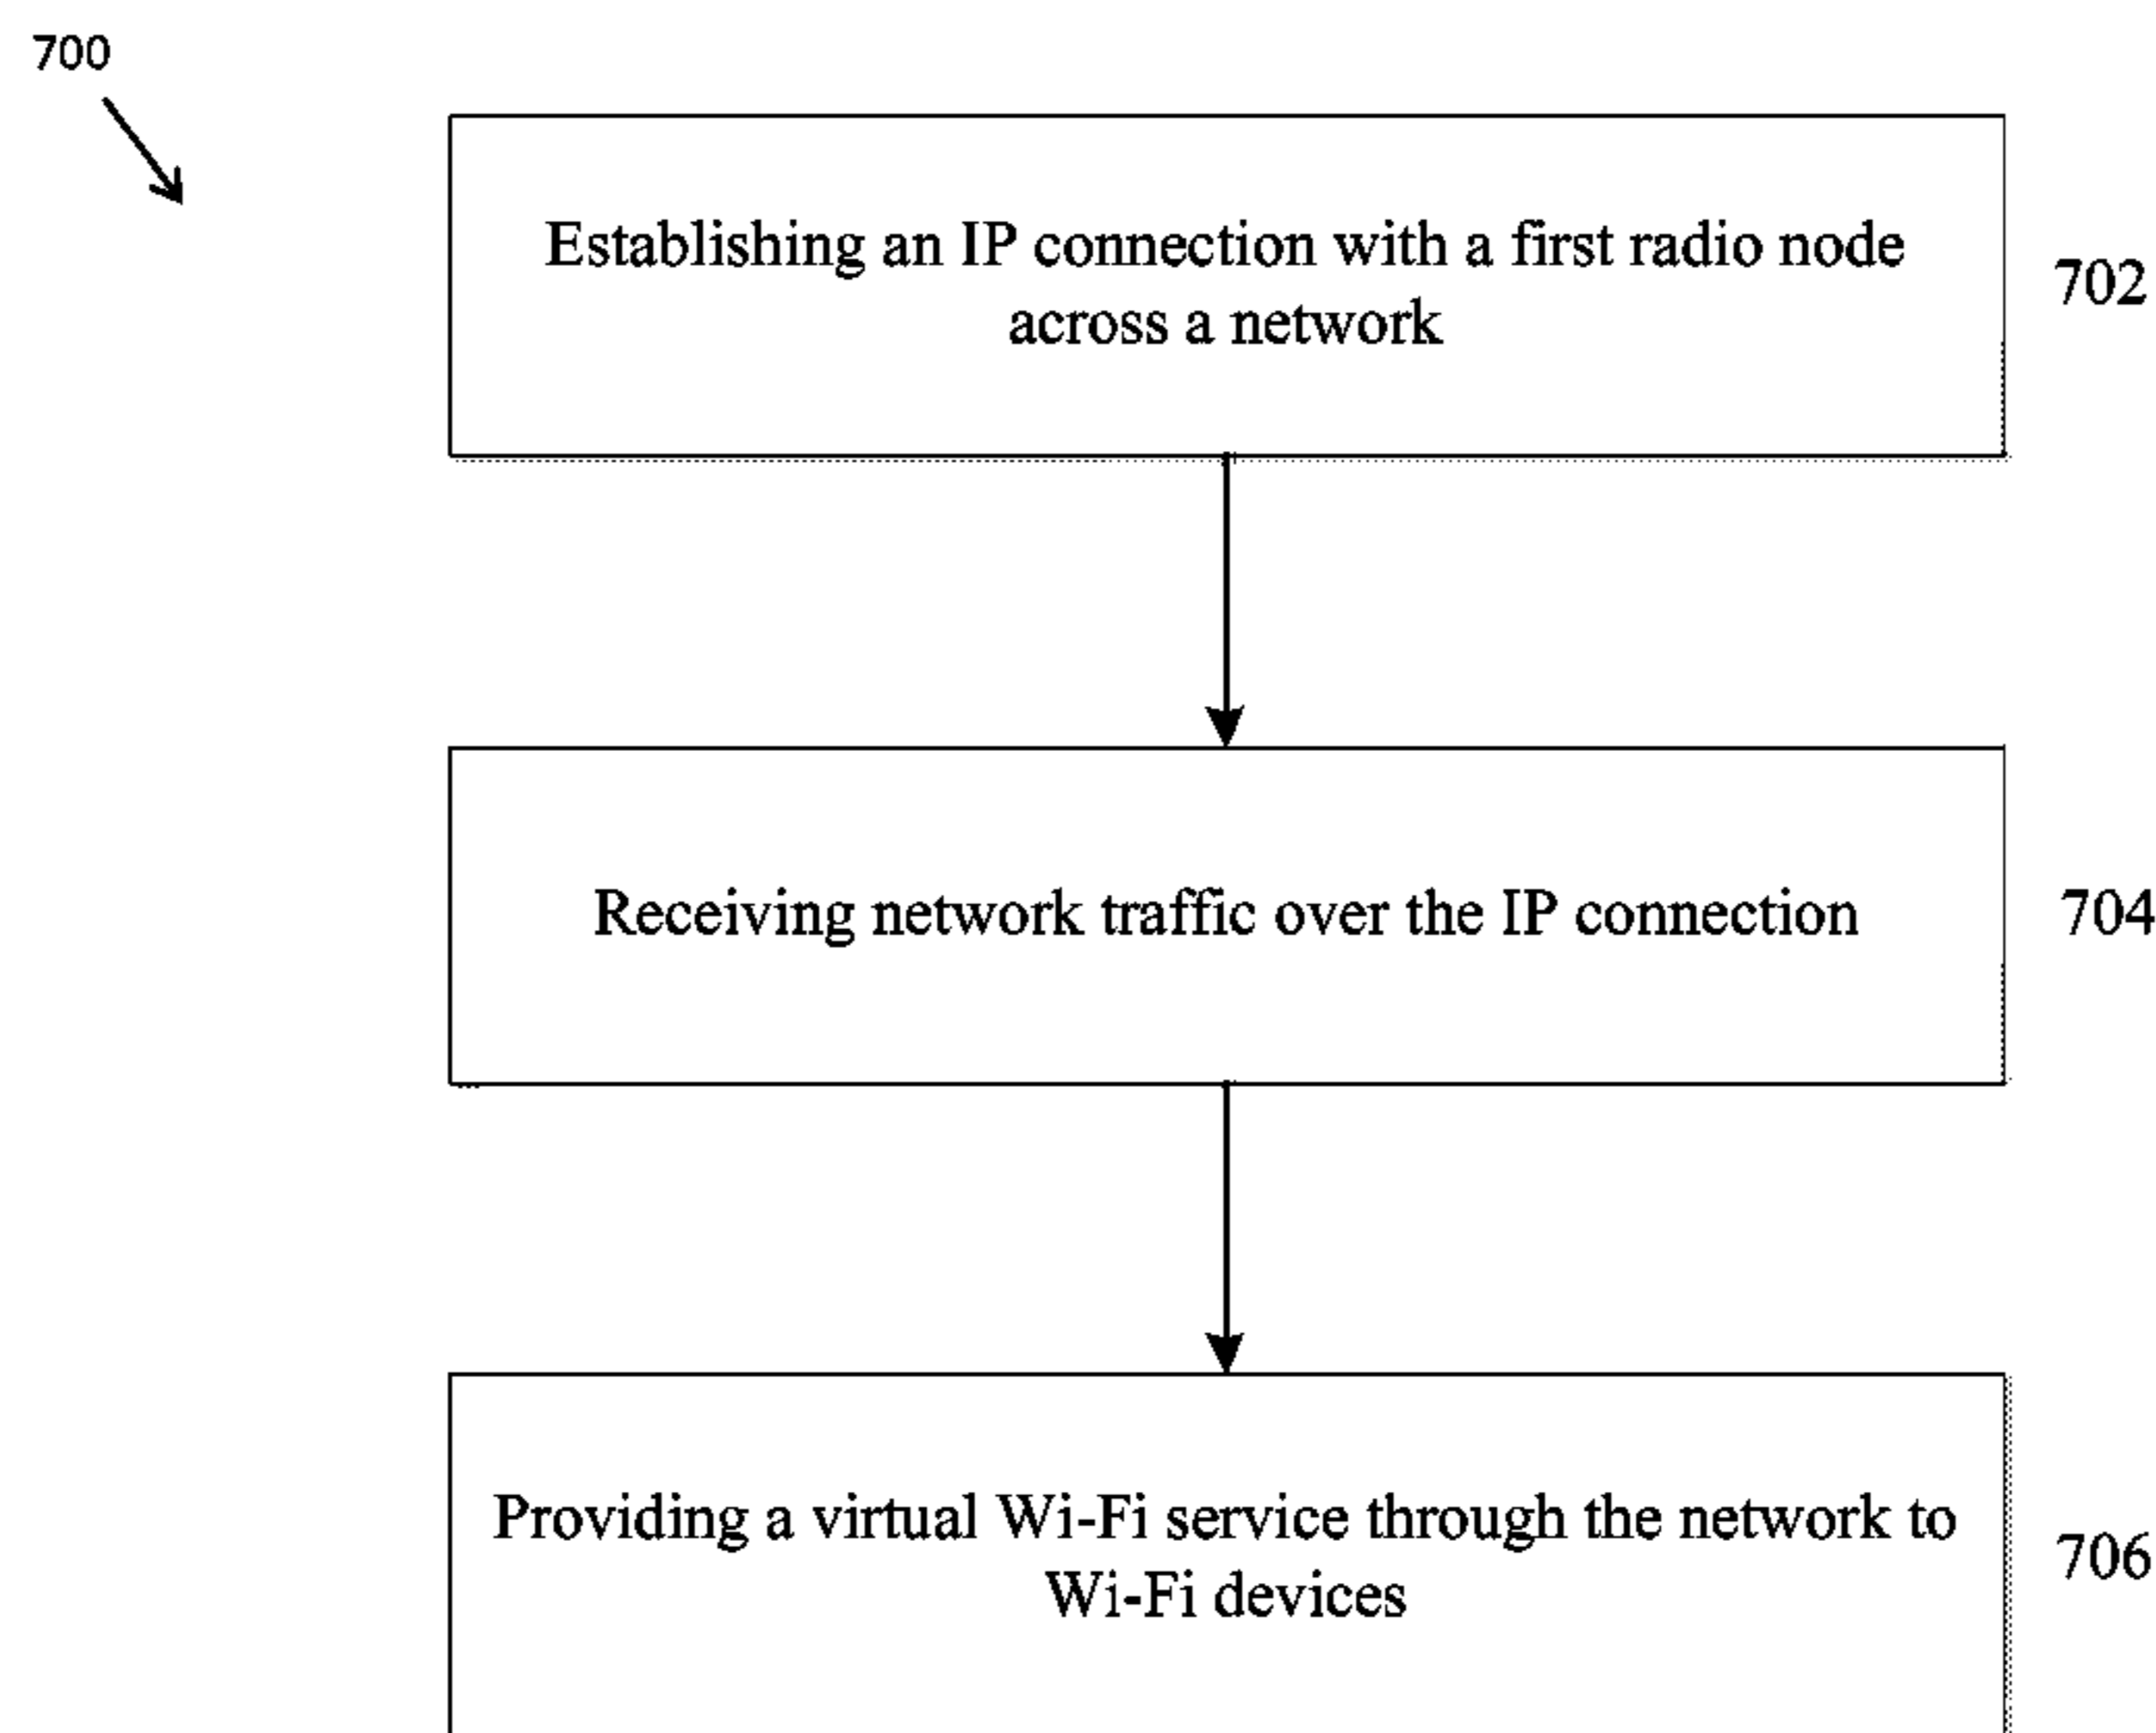 700
Establishing an IP connection with a first radio node
across a network
702
Receiving network traffic over the IP connection
704
Providing a virtual Wi-Fi service through the network to
Wi-Fi devices
706